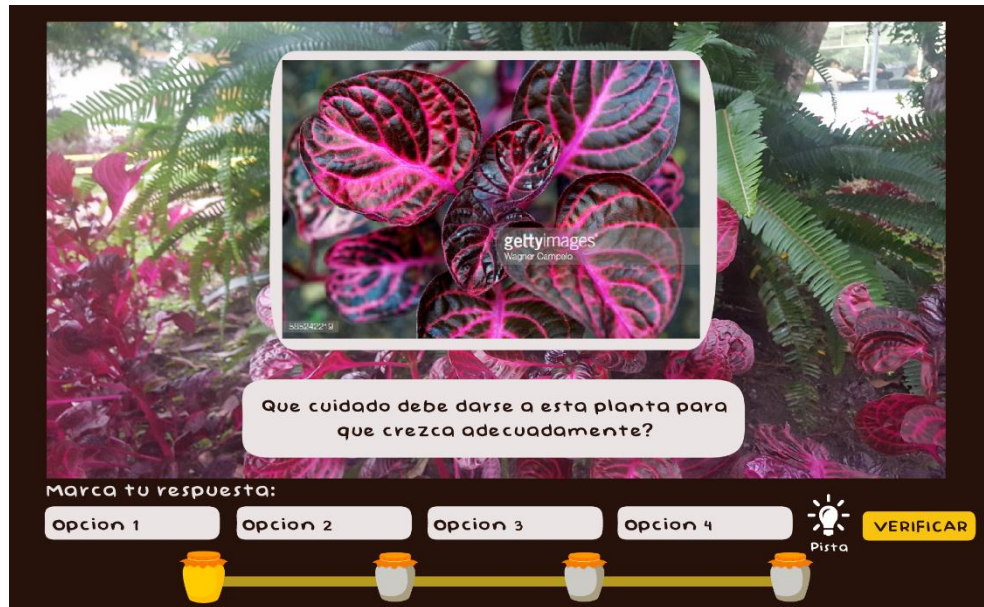 gettyimages®
Wagner Campelo
Que cuidado debe darse a esta planta para
que crezca adecuadamente?
Marca tu respuesta:
Opcion 1
Opcion 2
Opcion 3
Opcion 4
Pista
VERIFICAR